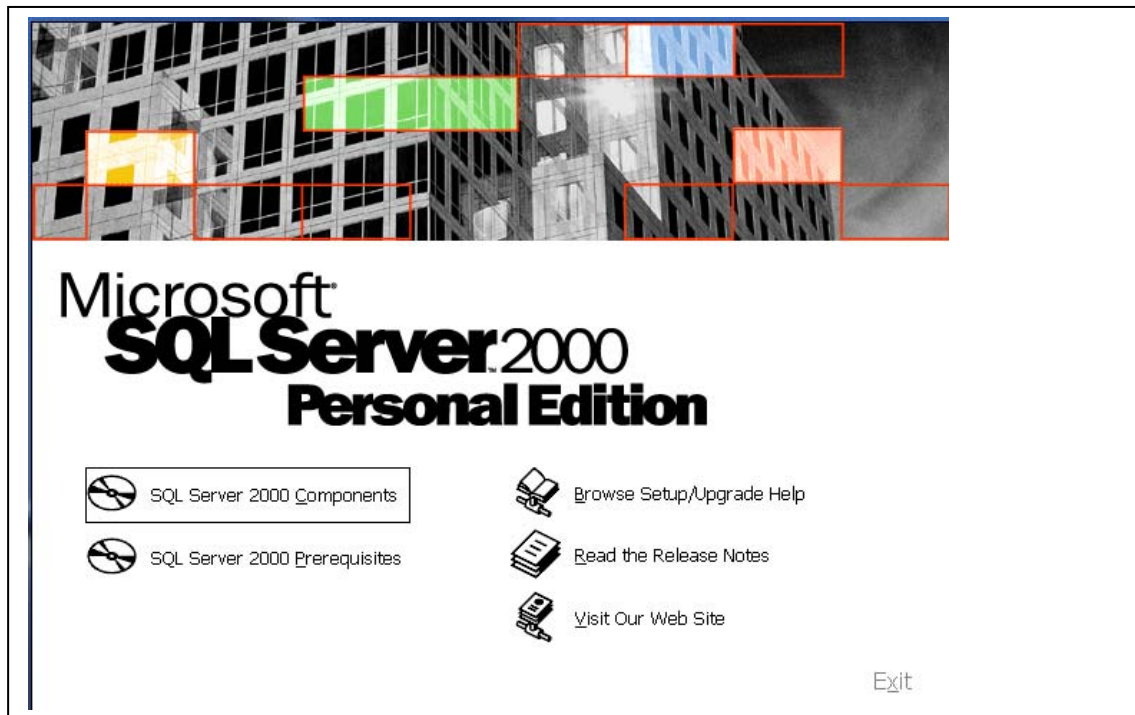 Microsoft®
SQL Server™ 2000
Personal Edition
SQL Server 2000 Components
SQL Server 2000 Prerequisites
Browse Setup/Upgrade Help
Read the Release Notes
Visit Our Web Site
Exit